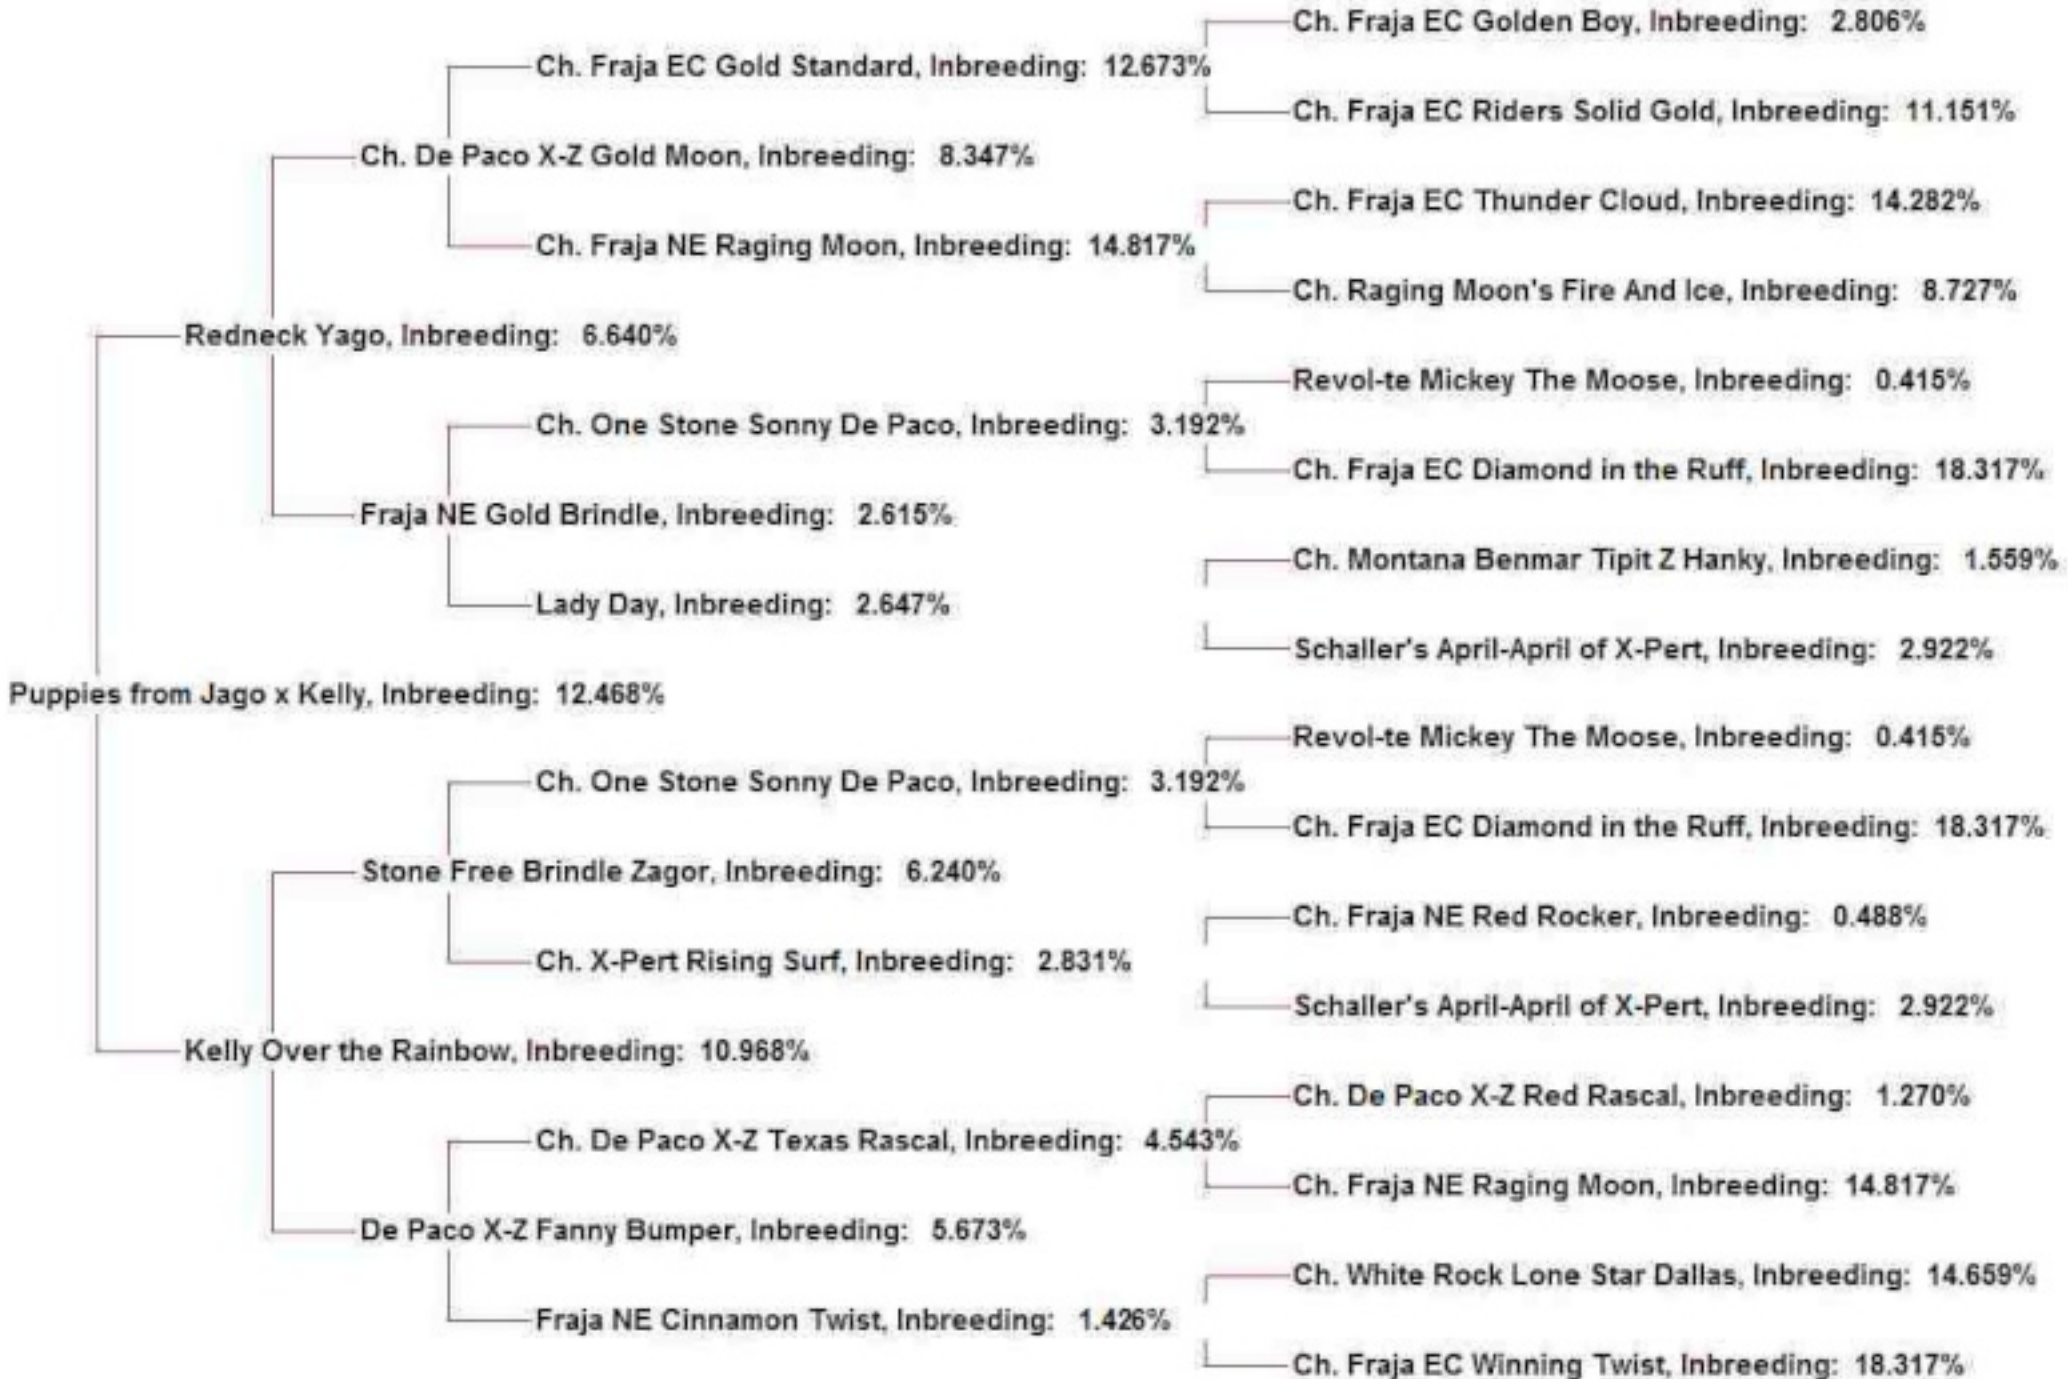 Ch. Fraja EC Golden Boy, Inbreeding: 2.806%
Ch. Fraja EC Gold Standard, Inbreeding: 12.673%
Ch. Fraja EC Riders Solid Gold, Inbreeding: 11.151%
Ch. De Paco X-Z Gold Moon, Inbreeding: 8.347%
Ch. Fraja EC Thunder Cloud, Inbreeding: 14.282%
Ch. Fraja NE Raging Moon, Inbreeding: 14.817%
Ch. Raging Moon's Fire And Ice, Inbreeding: 8.727%
Redneck Yago, Inbreeding: 6.640%
Revol-te Mickey The Moose, Inbreeding: 0.415%
Ch. One Stone Sonny De Paco, Inbreeding: 3.192%
Ch. Fraja EC Diamond in the Ruff, Inbreeding: 18.317%
Fraja NE Gold Brindle, Inbreeding: 2.615%
Ch. Montana Benmar Tipit Z Hanky, Inbreeding: 1.559%
Lady Day, Inbreeding: 2.647%
Schaller's April-April of X-Pert, Inbreeding: 2.922%
Puppies from Jago x Kelly, Inbreeding: 12.468%
Revol-te Mickey The Moose, Inbreeding: 0.415%
Ch. One Stone Sonny De Paco, Inbreeding: 3.192%
Ch. Fraja EC Diamond in the Ruff, Inbreeding: 18.317%
Stone Free Brindle Zagor, Inbreeding: 6.240%
Ch. Fraja NE Red Rocker, Inbreeding: 0.488%
Ch. X-Pert Rising Surf, Inbreeding: 2.831%
Schaller's April-April of X-Pert, Inbreeding: 2.922%
Kelly Over the Rainbow, Inbreeding: 10.968%
Ch. De Paco X-Z Red Rascal, Inbreeding: 1.270%
Ch. De Paco X-Z Texas Rascal, Inbreeding: 4.543%
Ch. Fraja NE Raging Moon, Inbreeding: 14.817%
De Paco X-Z Fanny Bumper, Inbreeding: 5.673%
Ch. White Rock Lone Star Dallas, Inbreeding: 14.659%
Fraja NE Cinnamon Twist, Inbreeding: 1.426%
Ch. Fraja EC Winning Twist, Inbreeding: 18.317%